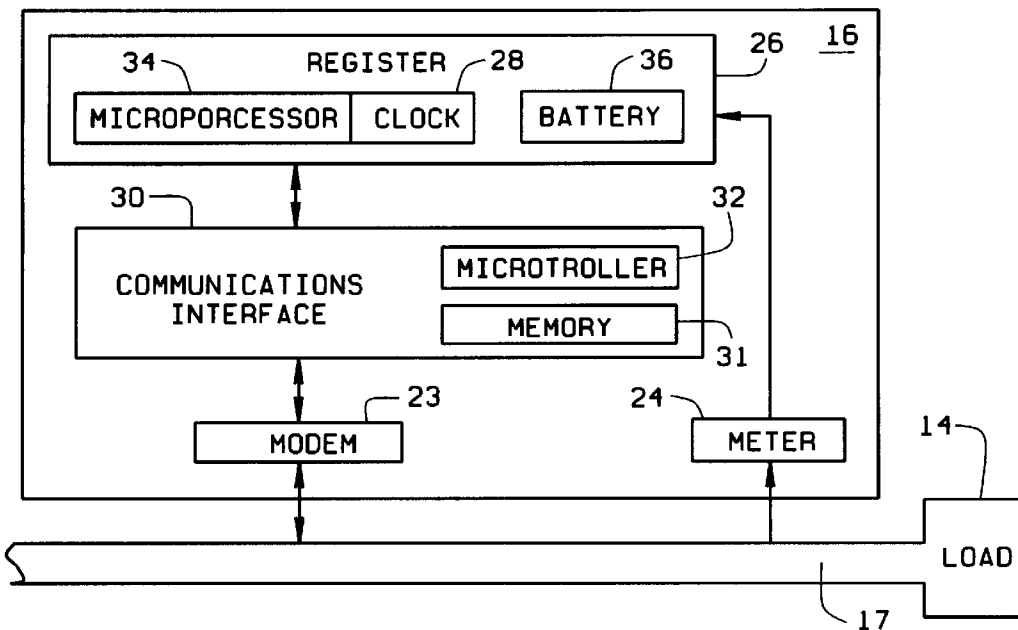 16
26
34
REGISTER
28
36
MICROPORCESSOR
CLOCK
BATTERY
30
32
COMMUNICATIONS
INTERFACE
MICROTROLLER
MEMORY
31
23
24
14
MODEM
METER
LOAD
17